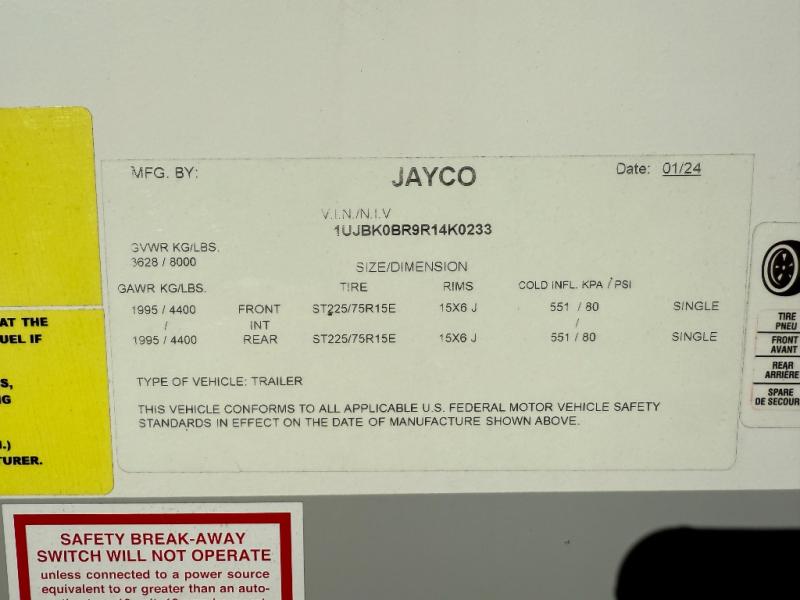 MFG. BY: JAYCO Date: 01/24
V.I.N./N.I.V
1UJBK0BR9R14K0233
GVWR KG/LBS.
3628 / 8000
SIZE/DIMENSION
GAWR KG/LBS. TIRE RIMS COLD INFL. KPA / PSI
1995 / 4400 FRONT ST225/75R15E 15X6 J 551 / 80 SINGLE
/ INT /
1995 / 4400 REAR ST225/75R15E 15X6 J 551 / 80 SINGLE
TYPE OF VEHICLE: TRAILER
THIS VEHICLE CONFORMS TO ALL APPLICABLE U.S. FEDERAL MOTOR VEHICLE SAFETY
STANDARDS IN EFFECT ON THE DATE OF MANUFACTURE SHOWN ABOVE.
AT THE
UEL IF
S,
G
.)
TURER.
TIRE
PNEU
FRONT
AVANT
REAR
ARRIÈRE
SPARE
DE SECOUR
SAFETY BREAK-AWAY
SWITCH WILL NOT OPERATE
unless connected to a power source
equivalent to or greater than an auto-